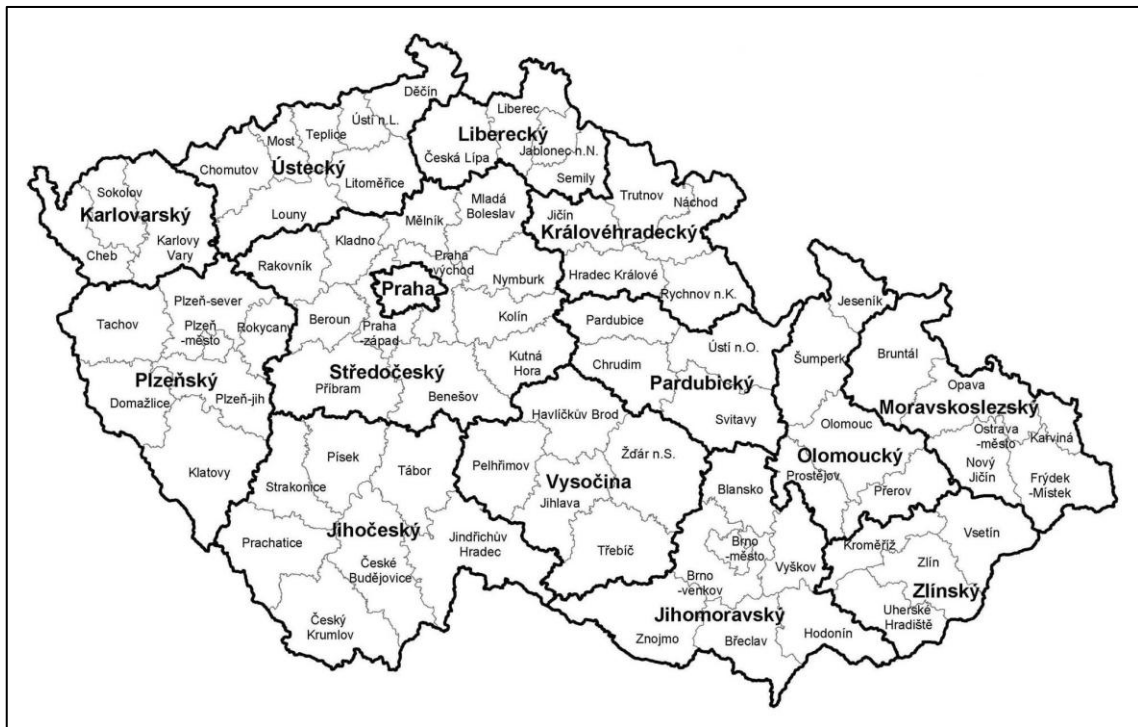 Děčín
Liberec
Ústí n.L.
Teplice
Most
Liberecký
Jablonec n.N.
Česká Lípa
Chomutov
Ústecký
Litoměřice
Semily
Sokolov
Trutnov
Náchod
Mladá
Boleslav
Louny
Karlovarský
Mělník
Jičín
Královéhradecký
Karlovy
Vary
Cheb
Kladno
Rakovník
Praha
-východ
Nymburk
Hradec Králové
Rychnov n.K.
Praha
Plzeň-sever
Jeseník
Tachov
Plzeň
-město
Rokycany
Beroun
Praha
-západ
Kolín
Pardubice
Ústí n.O.
Bruntál
Šumperk
Kutná
Hora
Chrudim
Středočeský
Plzeňský
Pardubický
Příbram
Benešov
Opava
Domažlice
Plzeň-jih
Moravskoslezský
Havlíčkův Brod
Svitavy
Olomouc
Ostrava
-město
Karviná
Písek
Žďár n.S.
Olomoucký
Klatovy
Tábor
Pelhřimov
Nový
Jičín
Frýdek
-Místek
Prostějov
Vysočina
Strakonice
Blansko
Přerov
Jihlava
Jihočeský
Vsetín
Jindřichův
Hradec
Prachatice
Třebíč
Brno
-město
Kroměříž
Zlín
České
Budějovice
Vyškov
Brno
-venkov
Zlínský
Jihomoravský
Uherské
Hradiště
Český
Krumlov
Znojmo
Břeclav
Hodonín